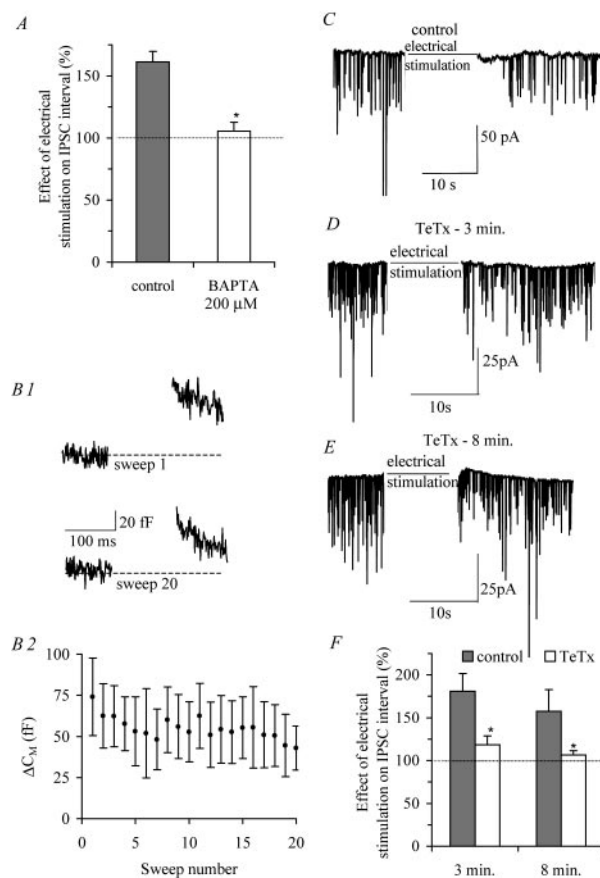 A
Effect of electrical
stimulation on IPSC interval (%)
150
100
50
0
*
control
BAPTA
200 µM
B1
sweep 1
20 fF
100 ms
sweep 20
B2
ΔC_M (fF)
100
75
50
25
0
0
5
10
15
20
Sweep number
C
control
electrical
stimulation
50 pA
10 s
D
TeTx - 3 min.
electrical
stimulation
25pA
10s
E
TeTx - 8 min.
electrical
stimulation
25pA
10s
F
control
TeTx
Effect of electrical
stimulation on IPSC interval (%)
200
150
100
50
0
*
*
3 min.
8 min.